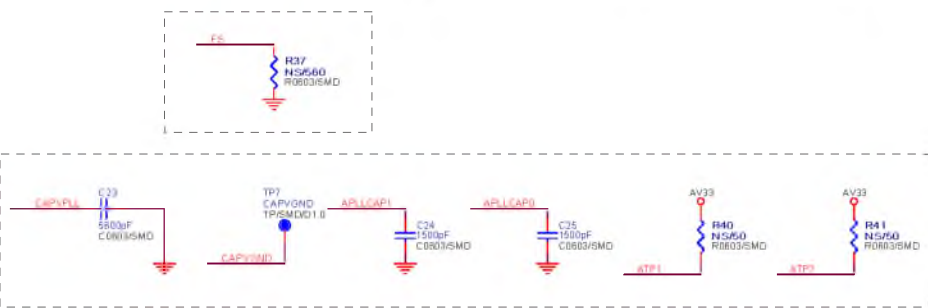 FS
R37
NS/560
R0603/SMD
C23
CAPVPLL
5600pF
C0603/SMD
TP7
CAPVGND
TP/SMD/D1.0
CAPVGND
APLLCAP1
C24
1500pF
C0603/SMD
APLLCAP0
C25
1500pF
C0603/SMD
AV33
R40
NS/50
R0603/SMD
ATP1
AV33
R41
NS/50
R0603/SMD
ATP2